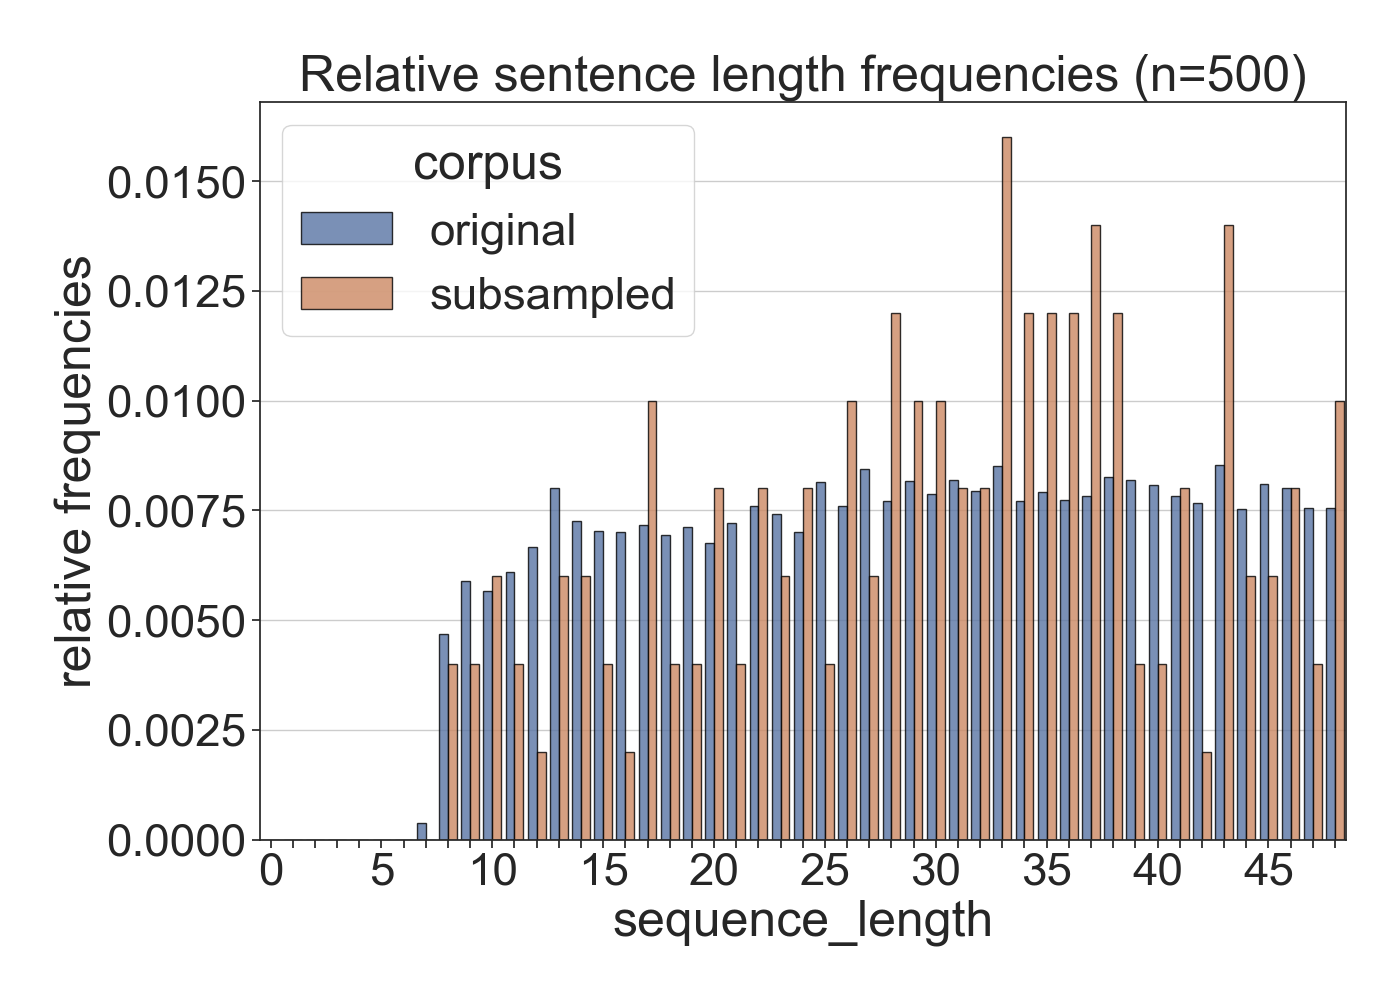 Relative sentence length frequencies (n=500)
corpus
original
subsampled
relative frequencies
0.0150
0.0125
0.0100
0.0075
0.0050
0.0025
0.0000
0 5 10 15 20 25 30 35 40 45
sequence_length